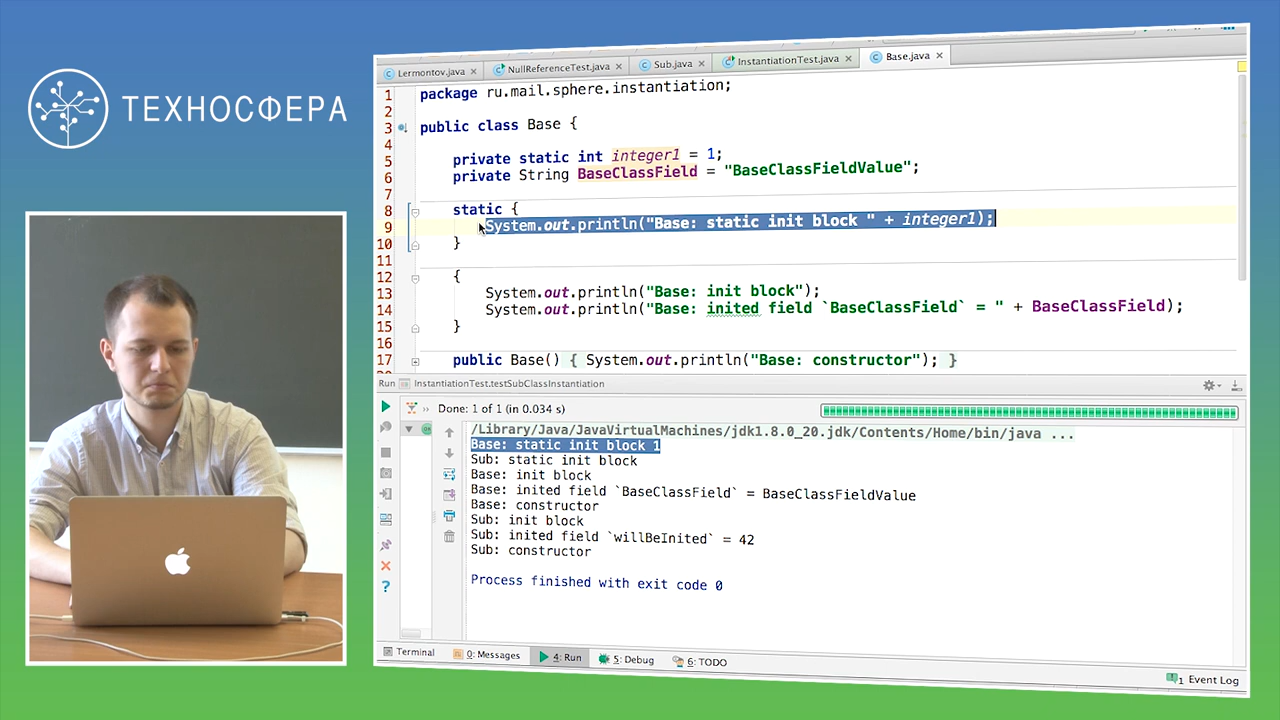 ТЕХНОСФЕРА
Lermontov.java
NullReferenceTest.java
Sub.java
InstantiationTest.java
Base.java
1 package ru.mail.sphere.instantiation;
2
3 public class Base {
4
5 private static int integer1 = 1;
6 private String BaseClassField = "BaseClassFieldValue";
7
8 static {
9 System.out.println("Base: static init block " + integer1);
10 }
11
12 {
13 System.out.println("Base: init block");
14 System.out.println("Base: inited field `BaseClassField` = " + BaseClassField);
15 }
16
17 public Base() { System.out.println("Base: constructor"); }
Run InstantiationTest.testSubClassInstantiation
Done: 1 of 1 (in 0.034 s)
/Library/Java/JavaVirtualMachines/jdk1.8.0_20.jdk/Contents/Home/bin/java ...
Base: static init block 1
Sub: static init block
Base: init block
Base: inited field `BaseClassField` = BaseClassFieldValue
Base: constructor
Sub: init block
Sub: inited field `willBeInited` = 42
Sub: constructor
Process finished with exit code 0
Terminal
0: Messages
4: Run
5: Debug
6: TODO
1 Event Log